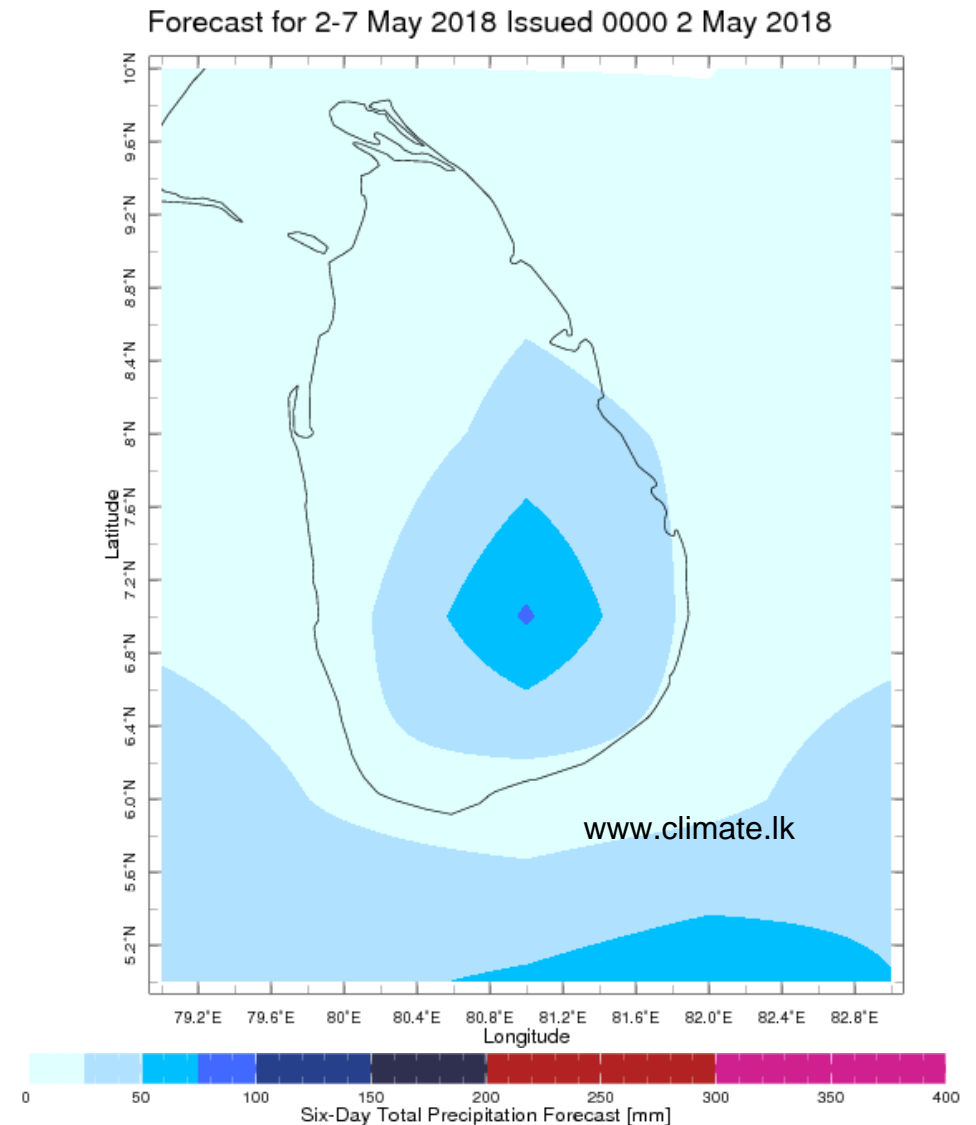 Forecast for 2-7 May 2018 Issued 0000 2 May 2018
10°N
9.6°N
9.2°N
8.8°N
8.4°N
8°N
7.6°N
7.2°N
6.8°N
6.4°N
6.0°N
5.6°N
5.2°N
Latitude
www.climate.lk
79.2°E 79.6°E 80°E 80.4°E 80.8°E 81.2°E 81.6°E 82.0°E 82.4°E 82.8°E
Longitude
0 50 100 150 200 250 300 350 400
Six-Day Total Precipitation Forecast [mm]